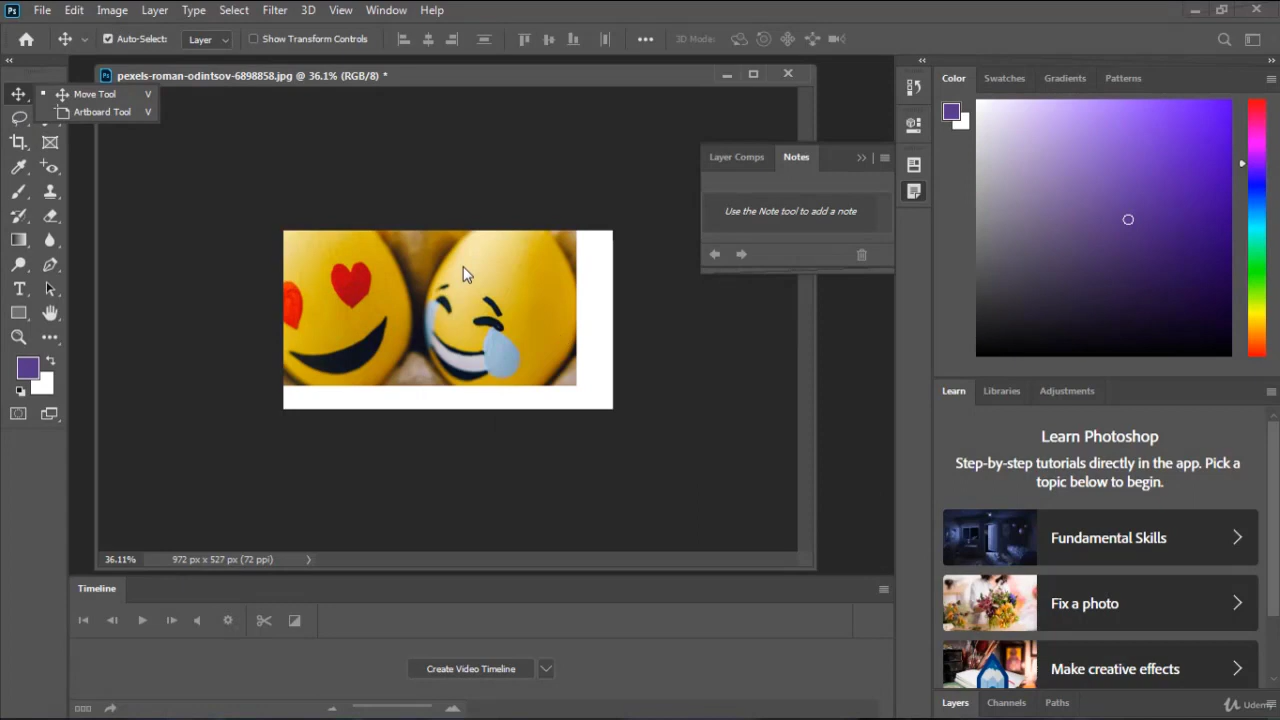 Ps File Edit Image Layer Type Select Filter 3D View Window Help
Auto-Select: Layer Show Transform Controls 3D Mode:
pexels-roman-odintsov-6898858.jpg @ 36.1% (RGB/8) *
Move Tool V
Artboard Tool V
Layer Comps Notes
Use the Note tool to add a note
36.11% 972 px x 527 px (72 ppi)
Timeline
Create Video Timeline
Color Swatches Gradients Patterns
Learn Libraries Adjustments
Learn Photoshop
Step-by-step tutorials directly in the app. Pick a
topic below to begin.
Fundamental Skills
Fix a photo
Make creative effects
Layers Channels Paths
Udemy